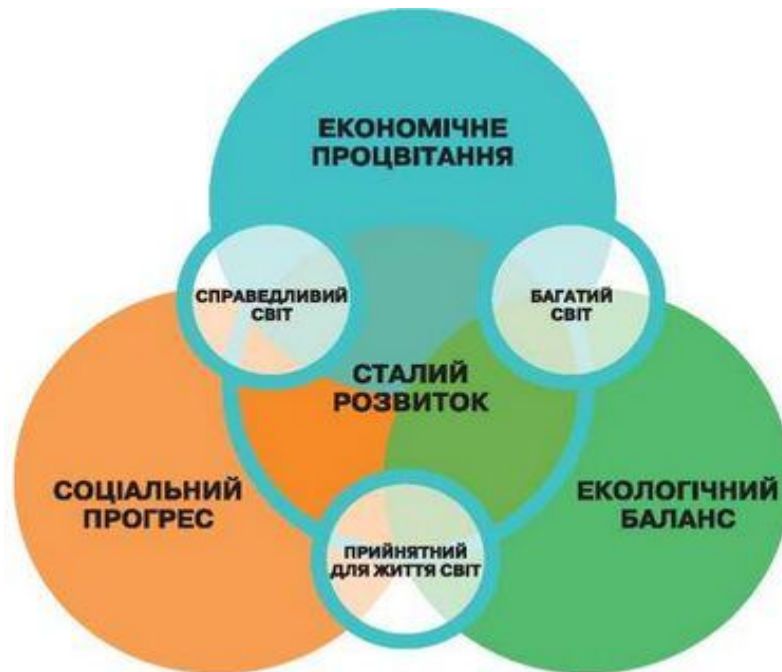 ЕКОНОМІЧНЕ
ПРОЦВІТАННЯ
СПРАВЕДЛИВИЙ
СВІТ
БАГАТИЙ
СВІТ
СТАЛИЙ
РОЗВИТОК
СОЦІАЛЬНИЙ
ПРОГРЕС
ЕКОЛОГІЧНИЙ
БАЛАНС
ПРИЙНЯТНИЙ
ДЛЯ ЖИТТЯ СВІТ